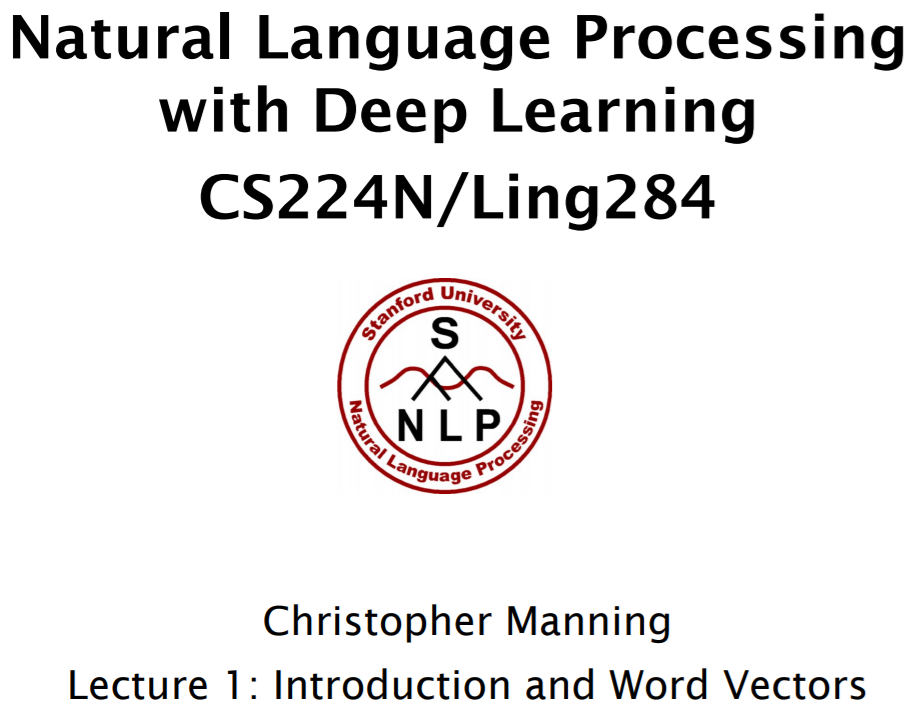 Natural Language Processing
with Deep Learning
CS224N/Ling284
Stanford University
S
NLP
Natural Language Processing
Christopher Manning
Lecture 1: Introduction and Word Vectors